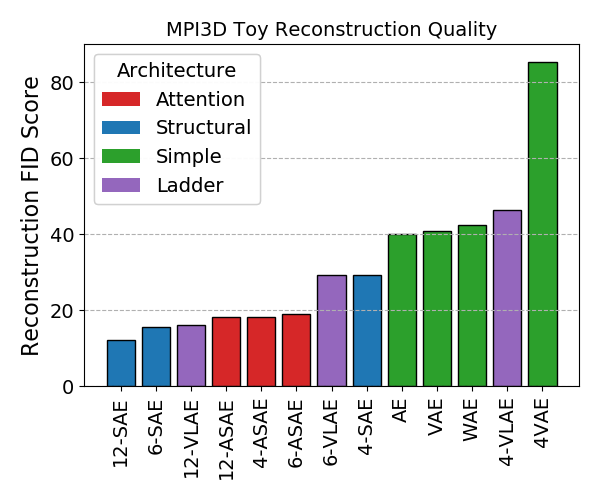 MPI3D Toy Reconstruction Quality
Reconstruction FID Score
80
60
40
20
0
Architecture
Attention
Structural
Simple
Ladder
12-SAE
6-SAE
12-VLAE
12-ASAE
4-ASAE
6-ASAE
6-VLAE
4-SAE
AE
VAE
WAE
4-VLAE
4VAE